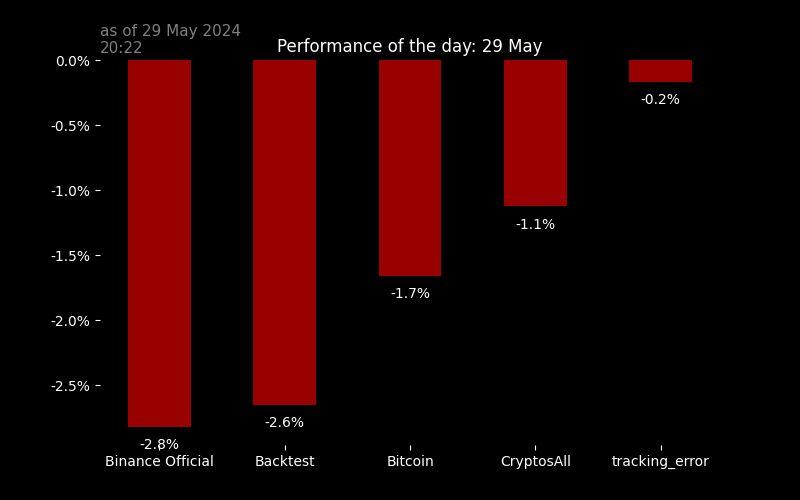 as of 29 May 2024
20:22
Performance of the day: 29 May
0.0%
-0.5%
-1.0%
-1.5%
-2.0%
-2.5%
-2.8%
-2.6%
-1.7%
-1.1%
-0.2%
Binance Official
Backtest
Bitcoin
CryptosAll
tracking_error